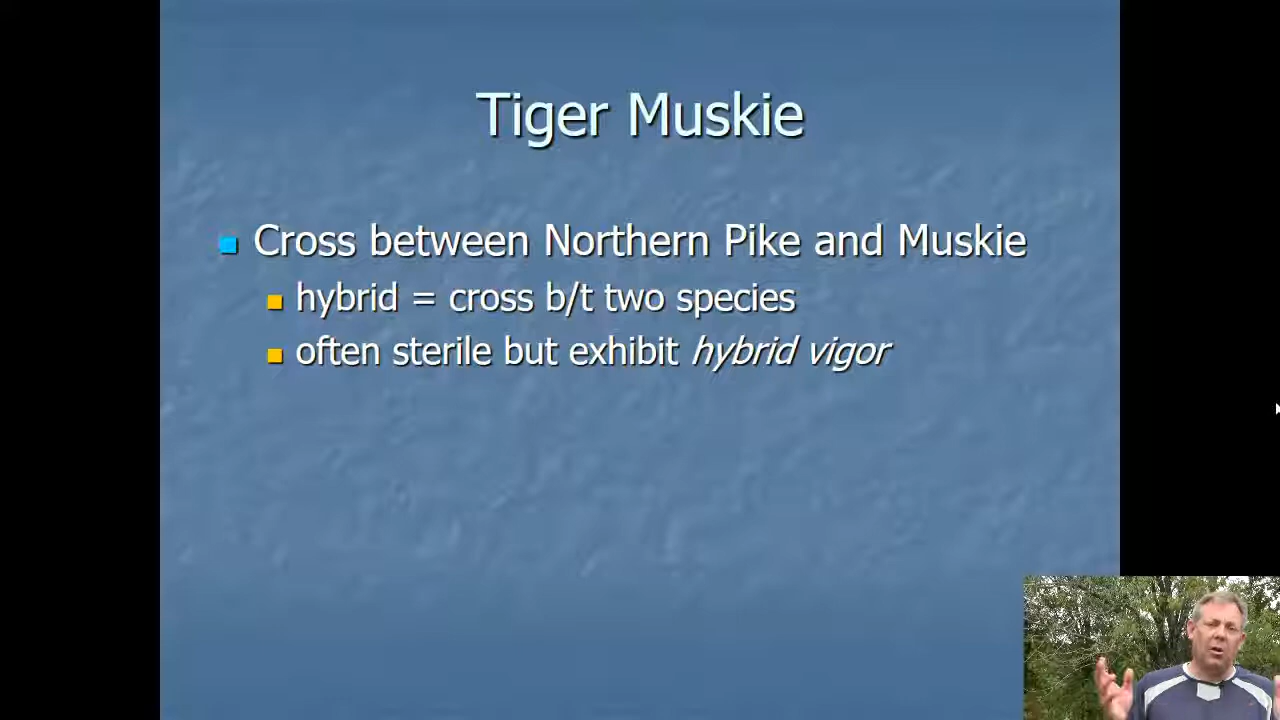 Tiger Muskie
Cross between Northern Pike and Muskie
hybrid = cross b/t two species
often sterile but exhibit hybrid vigor